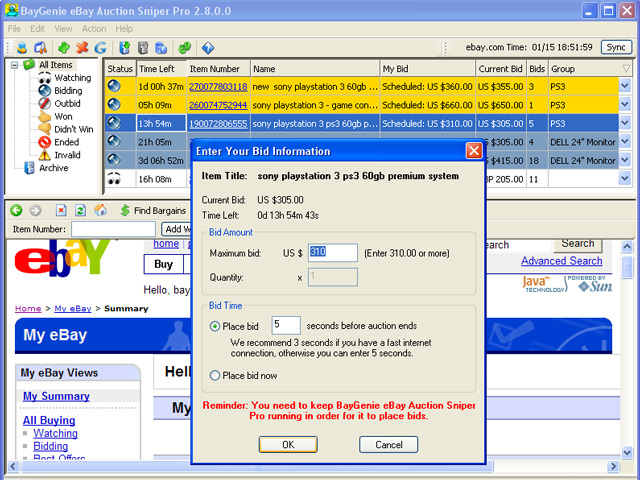 BayGenie eBay Auction Sniper Pro 2.8.0.0
File Edit View Action Help
ebay.com Time: 01/15 18:51:59 Sync
All Items
Watching
Bidding
Outbid
Won
Didn't Win
Ended
Invalid
Archive
Status Time Left Item Number Name My Bid Current Bid Bids Group
1d 00h 37m 270077803118 new sony playstation 3 60gb p... Scheduled: US $360.00 US $355.00 3 PS3
05h 09m 260074752944 sony playstation 3 - game con... Scheduled: US $660.00 US $650.00 1 PS3
13h 54m 190072806555 sony playstation 3 ps3 60gb p... Scheduled: US $310.00 US $305.00 5 PS3
21h 05m US $305.00 4 DELL 24" Monitor
3d 06h 52m US $415.00 18 DELL 24" Monitor
16h 08m BP 205.00 11
Find Bargains
Item Number: Add
Enter Your Bid Information
Item Title: sony playstation 3 ps3 60gb premium system
Current Bid: US $305.00
Time Left: 0d 13h 54m 43s
Bid Amount
Maximum bid: US $ 310 (Enter 310.00 or more)
Quantity: x 1
Bid Time
Place bid 5 seconds before auction ends
We recommend 3 seconds if you have a fast internet
connection, otherwise you can enter 5 seconds.
Place bid now
Reminder: You need to keep BayGenie eBay Auction Sniper
Pro running in order for it to place bids.
OK Cancel
ebay
home
Buy
Hello, bay
search Search
Advanced Search
Java TECHNOLOGY POWERED BY Sun
Home > My eBay > Summary
My eBay
My eBay Views
My Summary
All Buying
Watching
Bidding
Best Offers
Hell
My